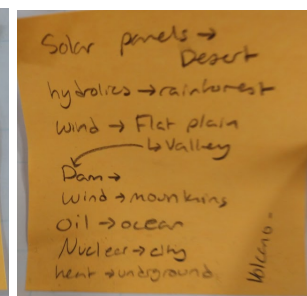 Solar panels →
Desert
hydrolics → rainforest
wind → Flat plain
↳ Valley
Dam →
wind → mountains
Oil → ocean
Nuclear → city
heat → underground.
Volcano =